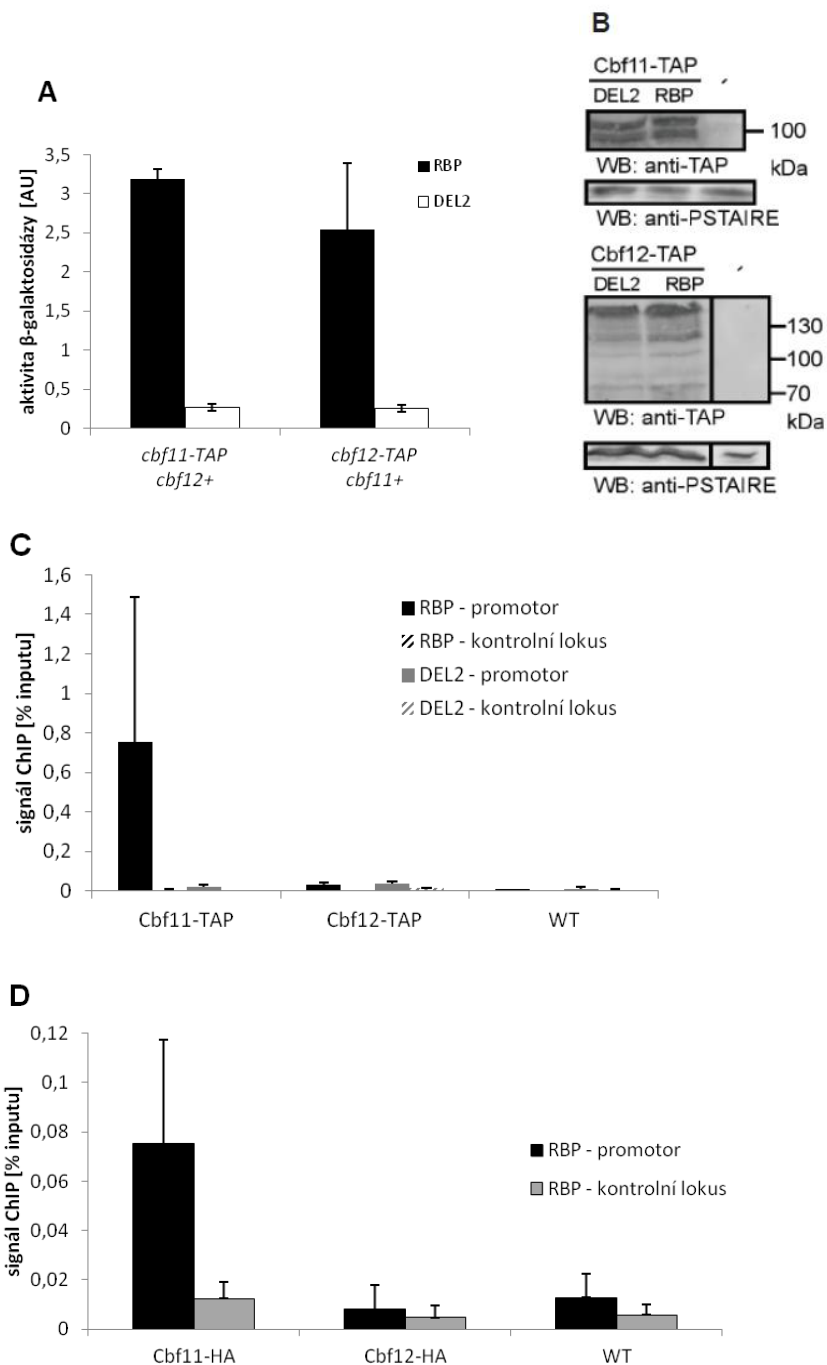 B
Cbf11-TAP
DEL2 RBP -
100
WB: anti-TAP
kDa
WB: anti-PSTAIRE
Cbf12-TAP
DEL2 RBP -
130
100
70
WB: anti-TAP
kDa
WB: anti-PSTAIRE
A
aktivita β-galaktosidázy [AU]
3,5
3
2,5
2
1,5
1
0,5
0
RBP
DEL2
cbf11-TAP
cbf12+
cbf12-TAP
cbf11+
C
signál ChIP [% inputu]
1,6
1,4
1,2
1
0,8
0,6
0,4
0,2
0
RBP - promotor
RBP - kontrolní lokus
DEL2 - promotor
DEL2 - kontrolní lokus
Cbf11-TAP
Cbf12-TAP
WT
D
signál ChIP [% inputu]
0,12
0,1
0,08
0,06
0,04
0,02
0
RBP - promotor
RBP - kontrolní lokus
Cbf11-HA
Cbf12-HA
WT